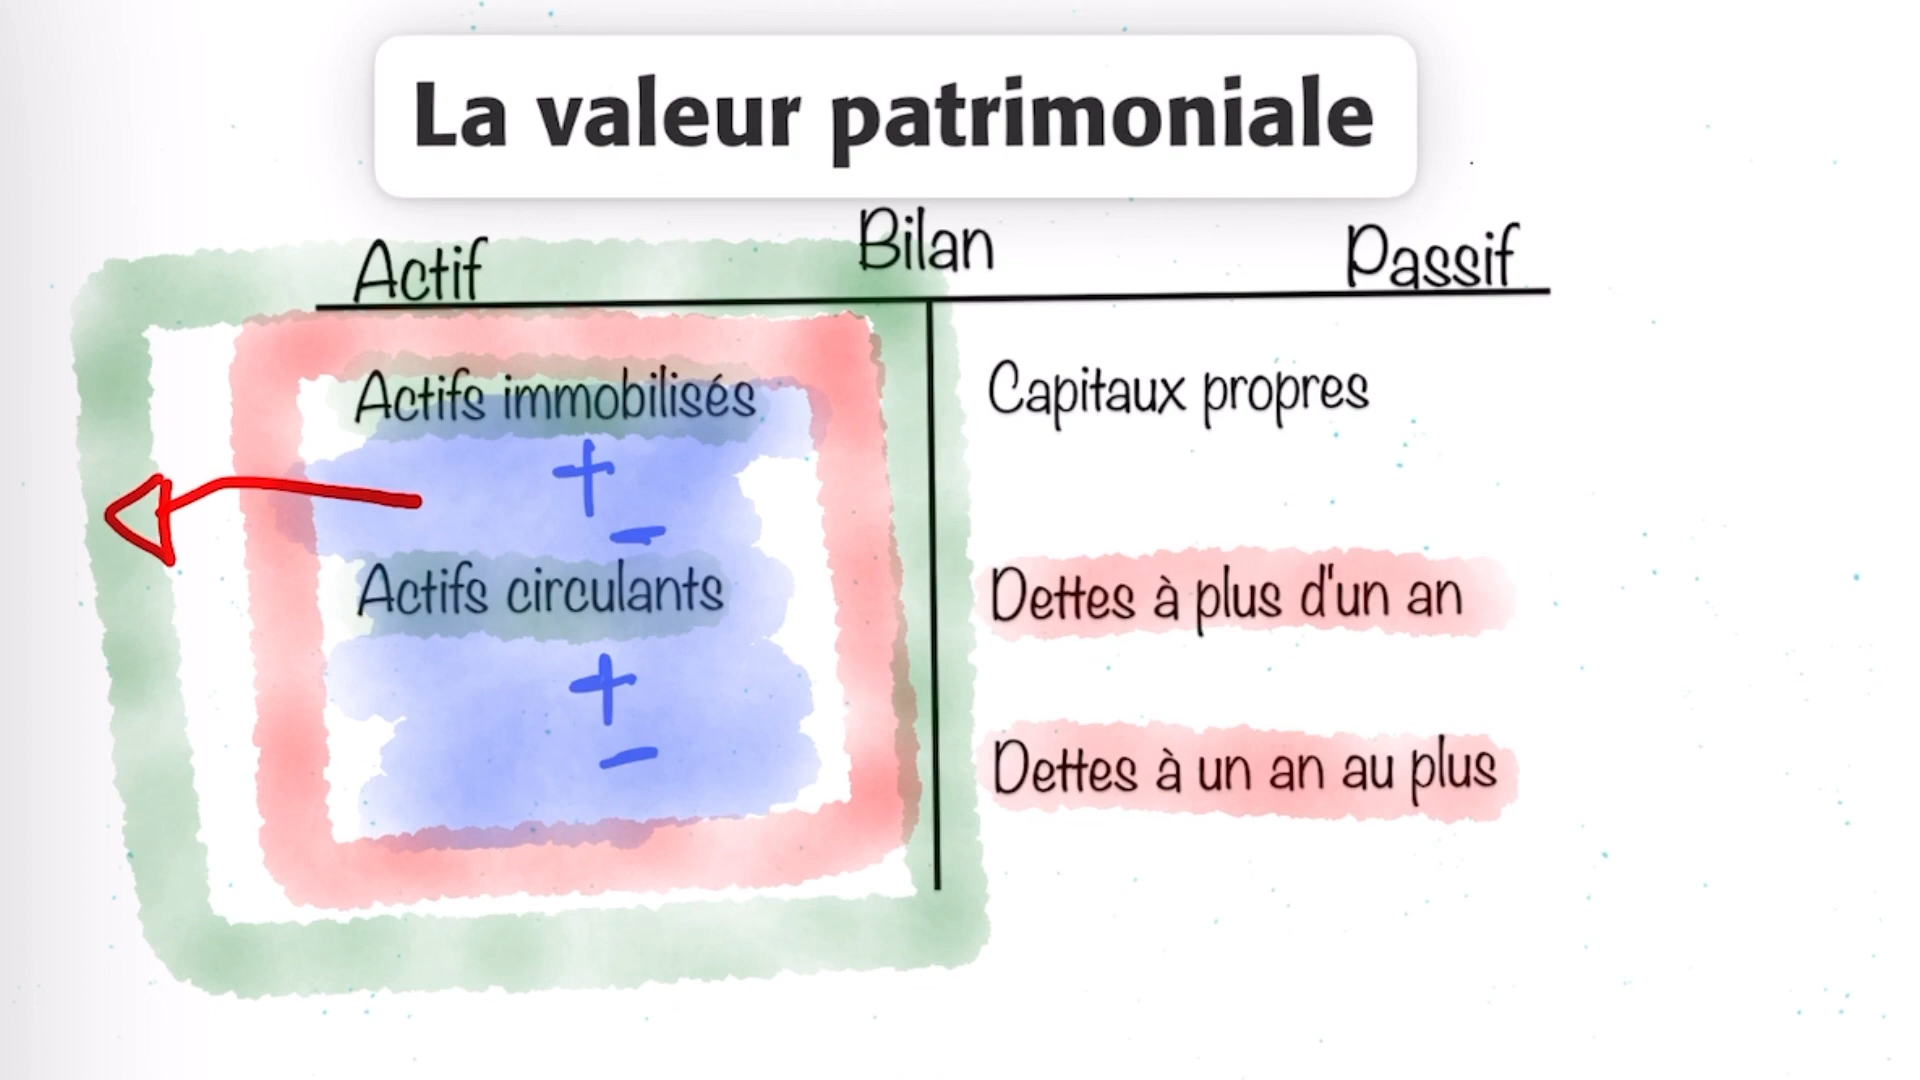 La valeur patrimoniale
Bilan
Actif
Passif
Actifs immobilisés
Capitaux propres
+
-
Actifs circulants
Dettes à plus d'un an
+
-
Dettes à un an au plus